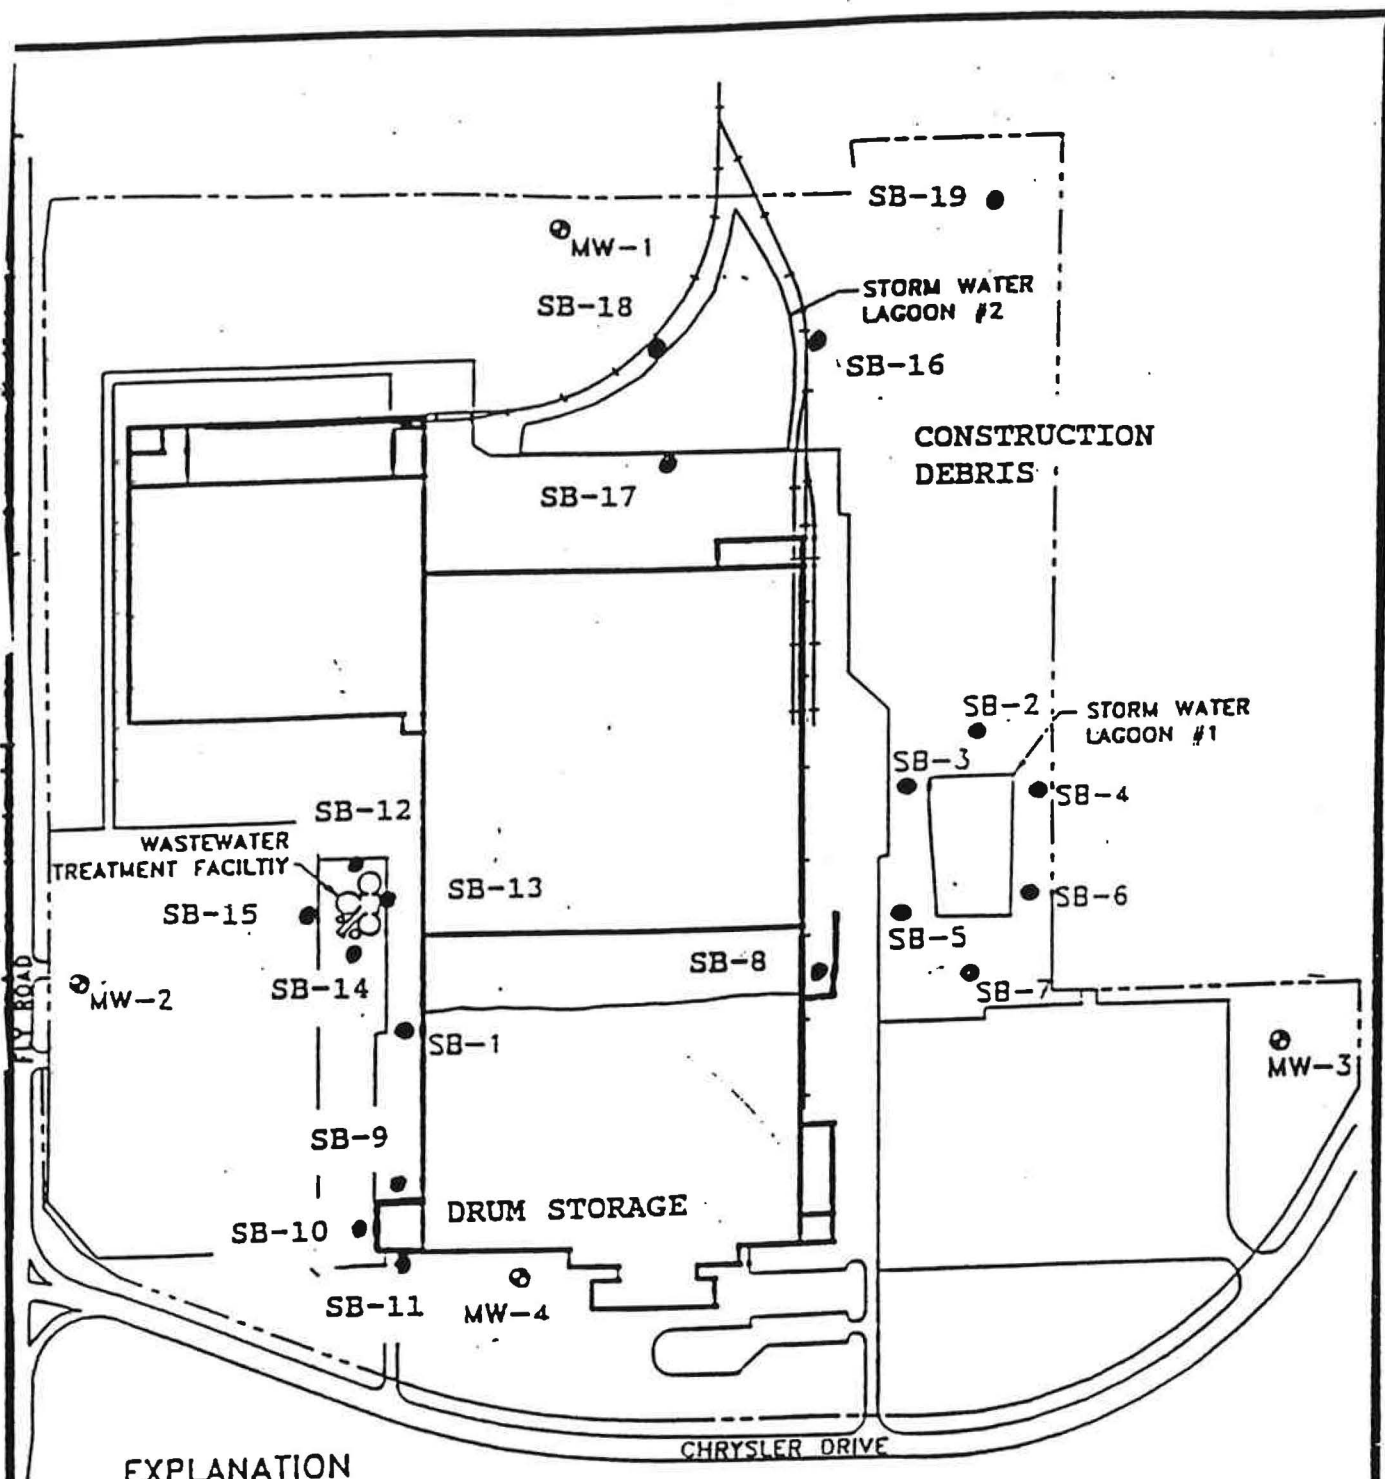 SB-19
MW-1
STORM WATER
LAGOON #2
SB-18
SB-16
CONSTRUCTION
DEBRIS
SB-17
SB-2
STORM WATER
LAGOON #1
SB-3
SB-4
SB-12
WASTEWATER
TREATMENT FACILTIY
SB-13
SB-15
SB-6
SB-5
SB-8
SB-14
SB-7
MW-2
FLY ROAD
SB-1
MW-3
SB-9
DRUM STORAGE
SB-10
SB-11
MW-4
CHRYSLER DRIVE
EXPLANATION